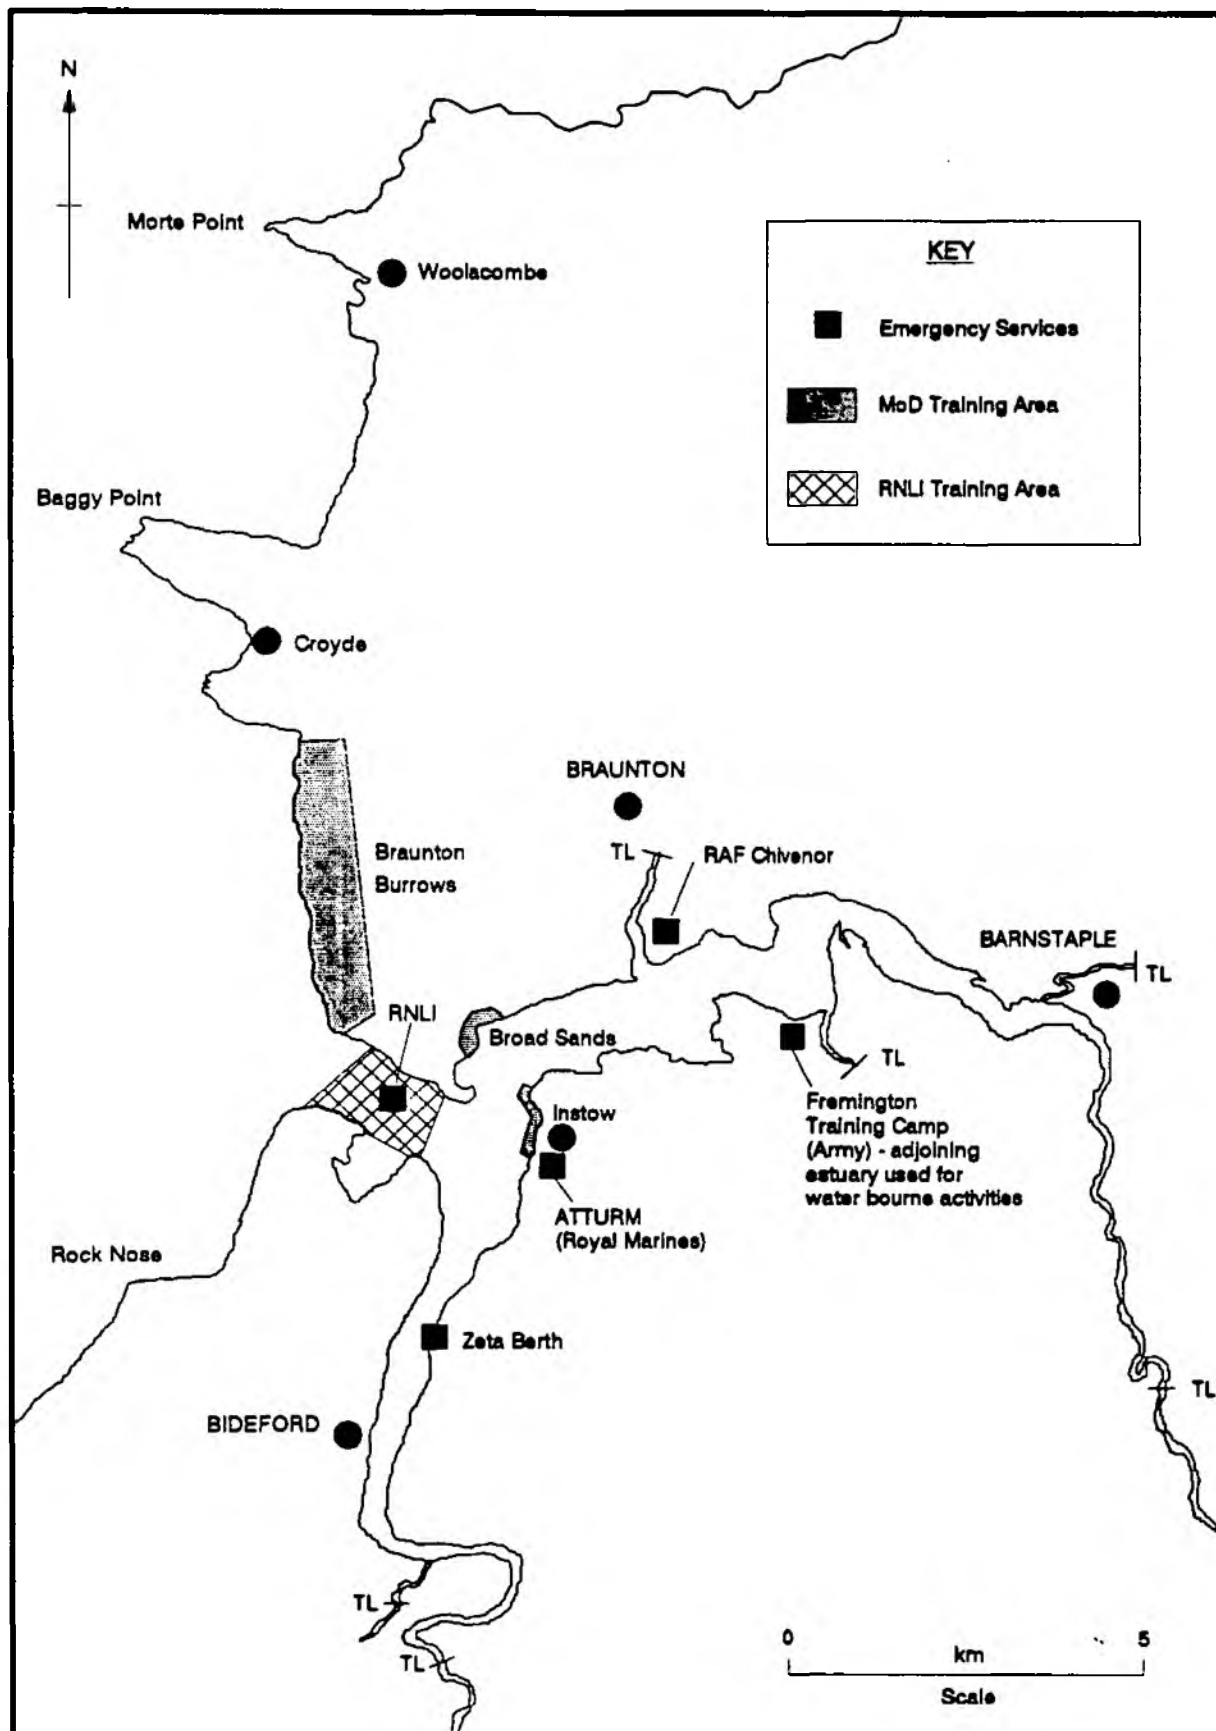 N
Morte Point
Woolacombe
KEY
Emergency Services
MoD Training Area
RNLI Training Area
Baggy Point
Croyde
BRAUNTON
TL
RAF Chivenor
Braunton
Burrows
BARNSTAPLE
TL
RNLI
Broad Sands
TL
Instow
Fremington
Training Camp
(Army) - adjoining
estuary used for
water bourne activities
ATTURM
(Royal Marines)
Rock Nose
Zeta Berth
TL
BIDEFORD
TL
TL
0 5
km
Scale